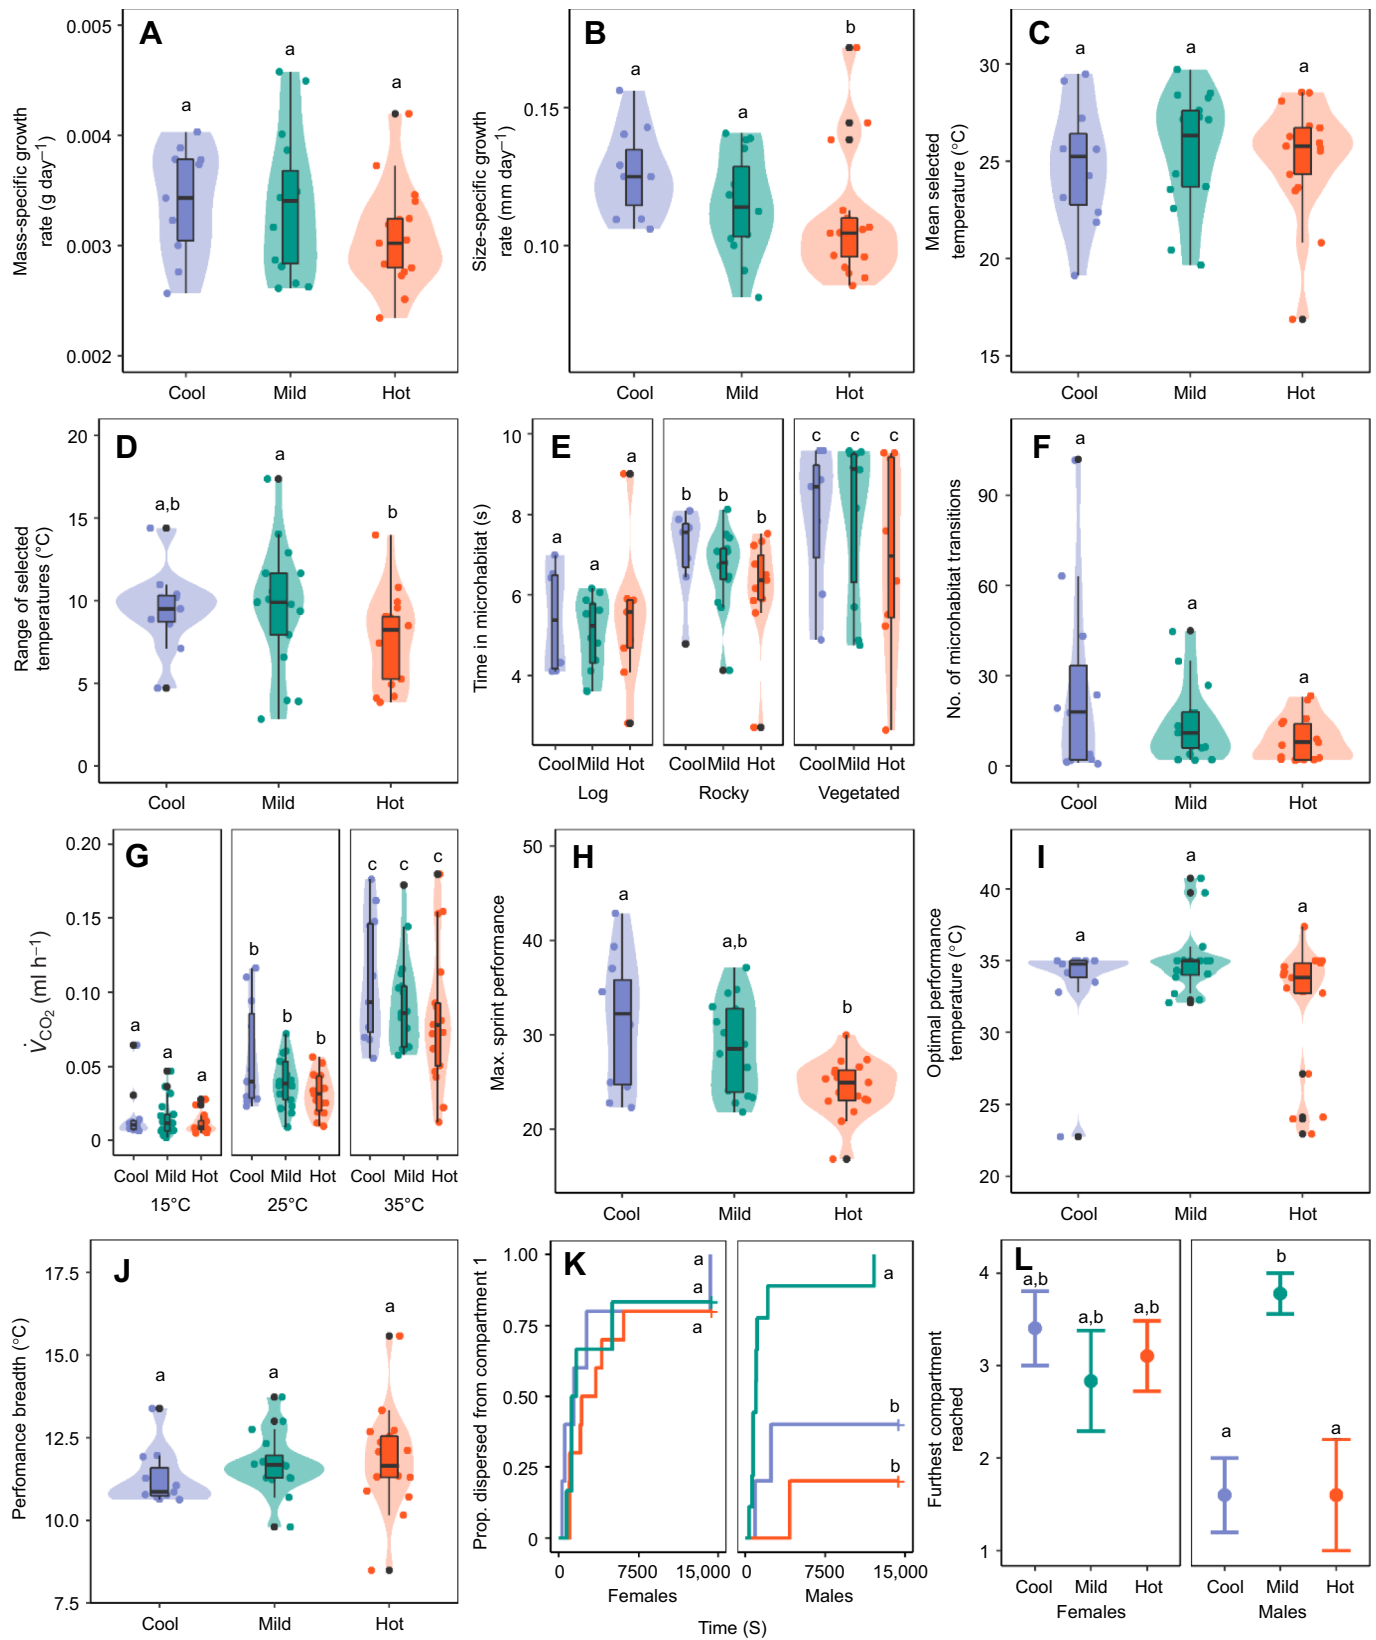 A
Mass-specific growth
rate (g day–1)
0.005
0.004
0.003
0.002
a
a
a
Cool Mild Hot
B
Size-specific growth
rate (mm day–1)
0.15
0.10
a
a
b
Cool Mild Hot
C
Mean selected
temperature (°C)
30
25
20
15
a
a
a
Cool Mild Hot
D
Range of selected
temperatures (°C)
20
15
10
5
0
a,b
a
b
Cool Mild Hot
E
Time in microhabitat (s)
10
8
6
4
a a a
b b b
c c c
Cool Mild Hot Cool Mild Hot Cool Mild Hot
Log Rocky Vegetated
F
No. of microhabitat transitions
90
60
30
0
a
a
a
Cool Mild Hot
G
V̇CO2 (ml h–1)
0.20
0.15
0.10
0.05
0
a a a
b b b
c c c
Cool Mild Hot Cool Mild Hot Cool Mild Hot
15°C 25°C 35°C
H
Max. sprint performance
50
40
30
20
a
a,b
b
Cool Mild Hot
I
Optimal performance
temperature (°C)
40
35
30
25
20
a
a
a
Cool Mild Hot
J
Perfomance breadth (°C)
17.5
15.0
12.5
10.0
7.5
a
a
a
Cool Mild Hot
K
Prop. dispersed from compartment 1
1.00
0.75
0.50
0.25
0
a
a
a
a
b
b
0 7500 15,000 0 7500 15,000
Females Males
Time (S)
L
Furthest compartment
reached
4
3
2
1
a,b a,b a,b
a b a
Cool Mild Hot Cool Mild Hot
Females Males